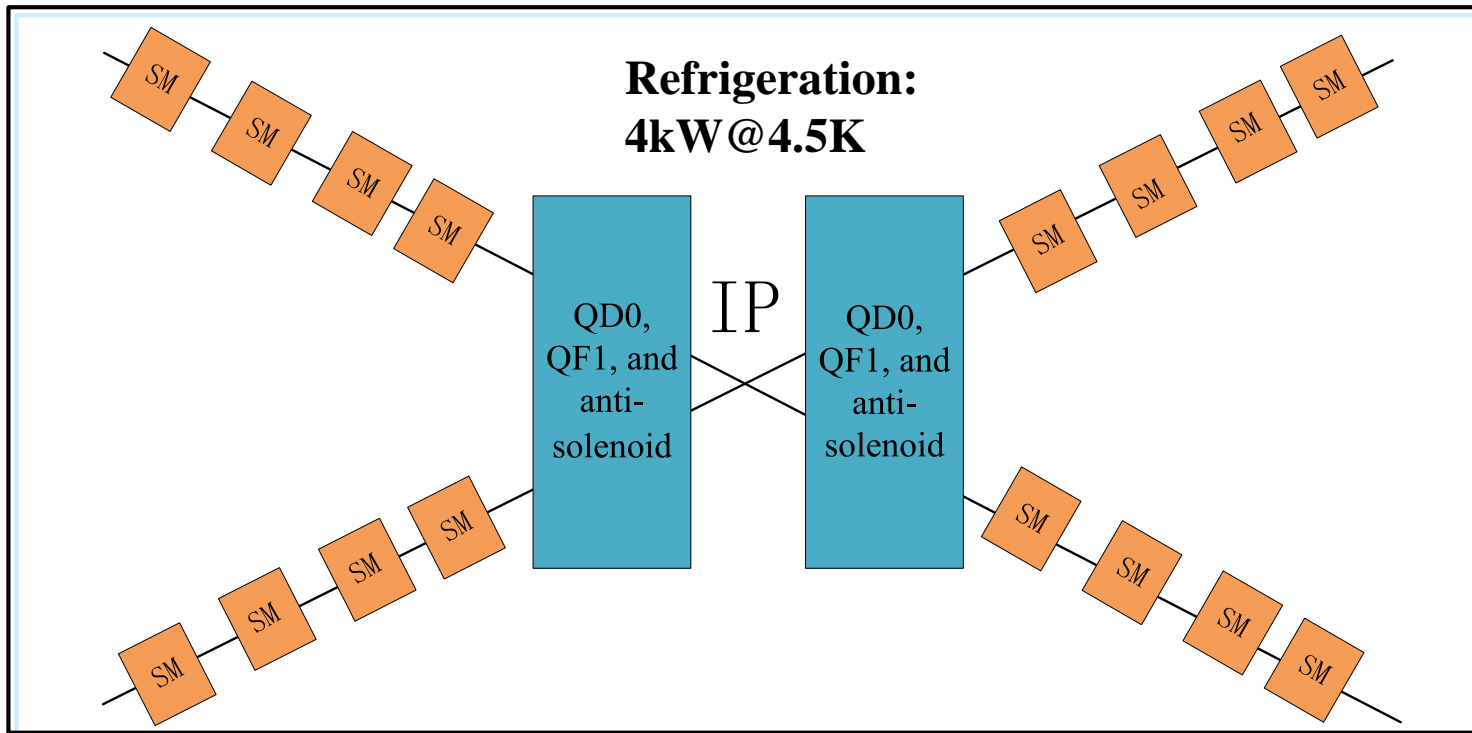 Refrigeration:
4kW@4.5K
SM
SM
SM
SM
SM
SM
SM
SM
QD0,
QF1, and
anti-
solenoid
IP
QD0,
QF1, and
anti-
solenoid
SM
SM
SM
SM
SM
SM
SM
SM